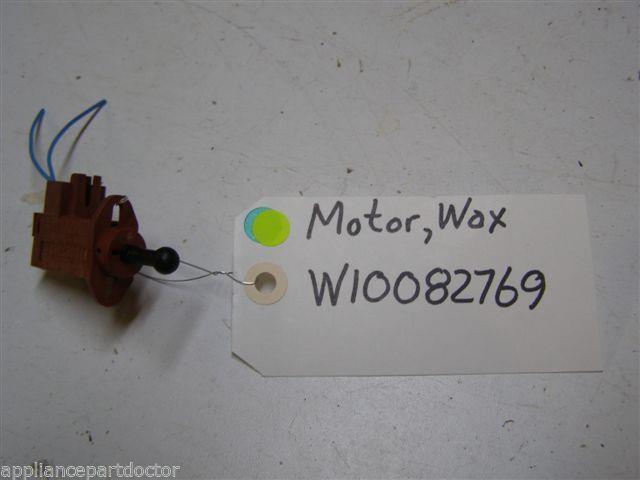 Motor, Wax
W10082769
appliancepartdoctor